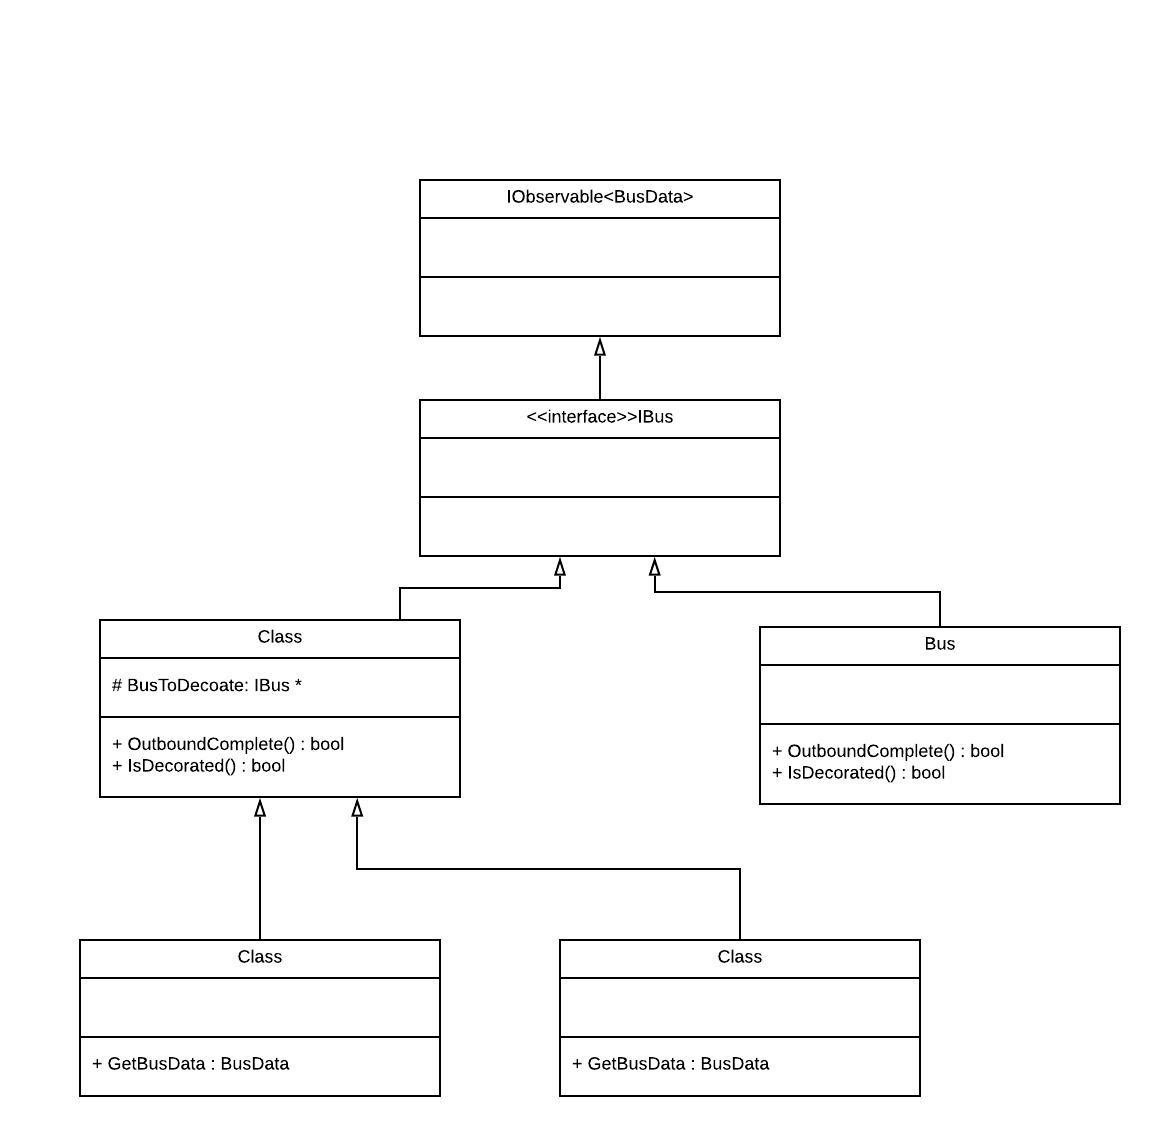 IObservable<BusData>
<<interface>>IBus
Class
# BusToDecoate: IBus *
+ OutboundComplete() : bool
+ IsDecorated() : bool
Bus
+ OutboundComplete() : bool
+ IsDecorated() : bool
Class
+ GetBusData : BusData
Class
+ GetBusData : BusData